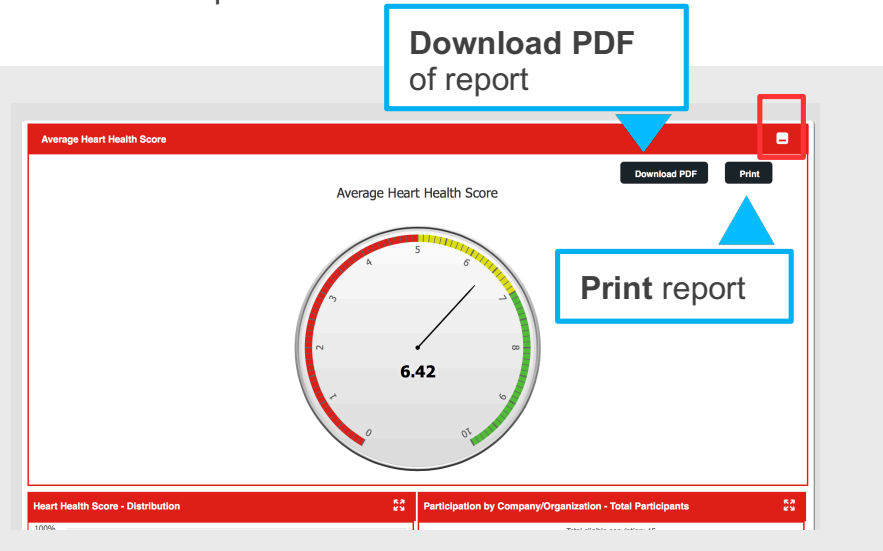 Download PDF
of report
Average Heart Health Score
Download PDF
Print
Average Heart Health Score
0
1
2
3
4
5
6
7
8
9
10
6.42
Print report
Heart Health Score - Distribution
Participation by Company/Organization - Total Participants
100%